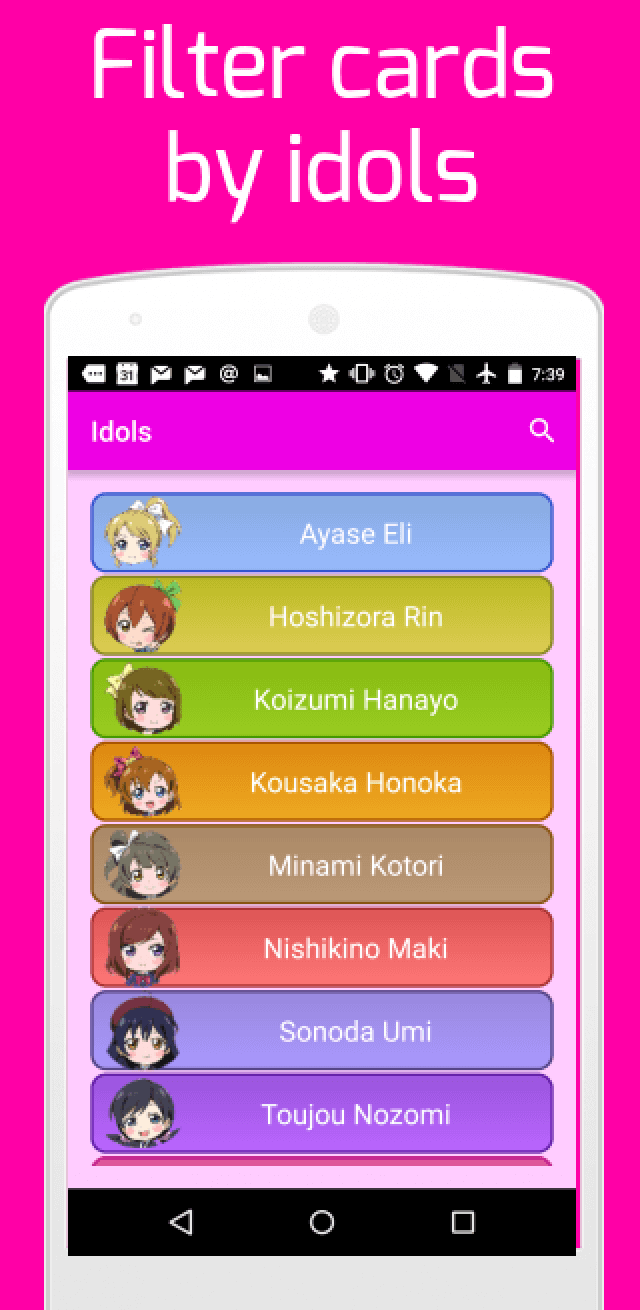 Filter cards
by idols
31
@
7:39
Idols
Ayase Eli
Hoshizora Rin
Koizumi Hanayo
Kousaka Honoka
Minami Kotori
Nishikino Maki
Sonoda Umi
Toujou Nozomi